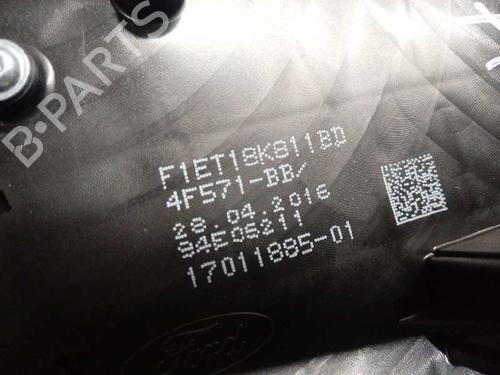 B-PARTS
F1ET18K811BD
4F571-BB/
28.04.2016
94E06211
17011885-01
Ford